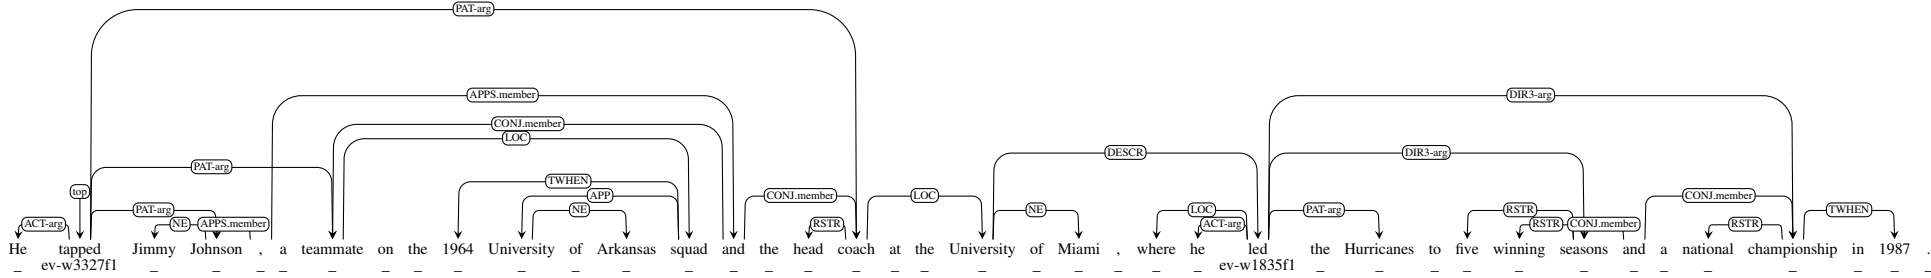 PAT-arg
APPS.member DIR3-arg
CONJ.member
LOC
DESCR DIR3-arg
PAT-arg
TWHEN
top APP CONJ.member LOC CONJ.member
PAT-arg NE NE RSTR TWHEN
LOC PAT-arg
ACT-arg NE APPS.member RSTR ACT-arg RSTR CONJ.member RSTR
He tapped Jimmy Johnson , a teammate on the 1964 University of Arkansas squad and the head coach at the University of Miami , where he led the Hurricanes to five winning seasons and a national championship in 1987 .
_ ev-w3327f1 _ _ _ _ _ _ _ _ _ _ _ _ _ _ _ _ _ _ _ _ _ _ _ _ ev-w1835f1 _ _ _ _ _ _ _ _ _ _ _ _ _